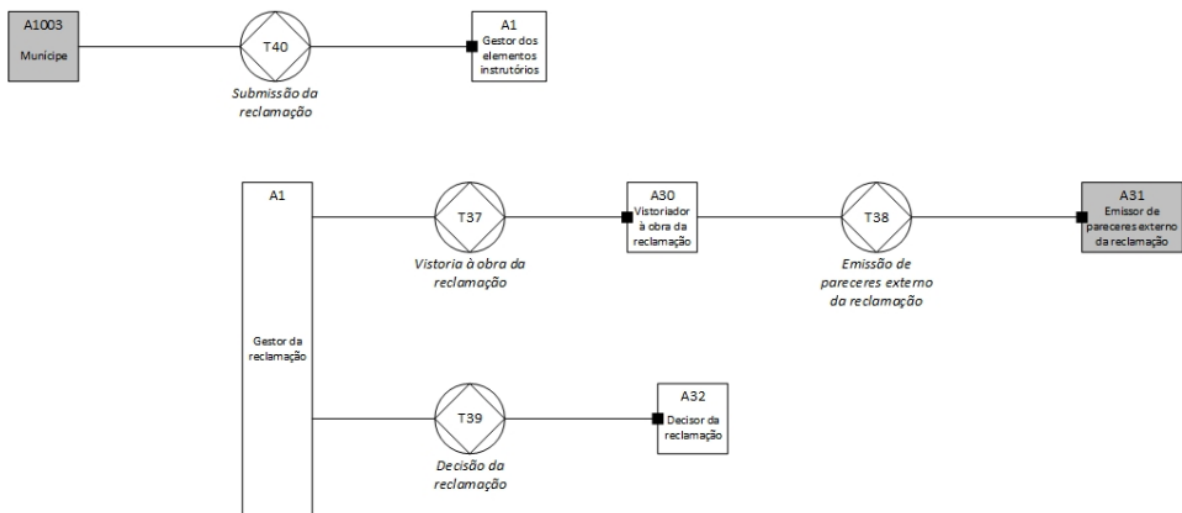 A1003
Munícipe
T40
Submissão da
reclamação
A1
Gestor dos
elementos
instrutórios
A1
Gestor da
reclamação
T37
Vistoria à obra da
reclamação
A30
Vistoriador
à obra da
reclamação
T38
Emissão de
pareceres externo
da reclamação
A31
Emissor de
pareceres externo
da reclamação
T39
Decisão da
reclamação
A32
Decisor da
reclamação